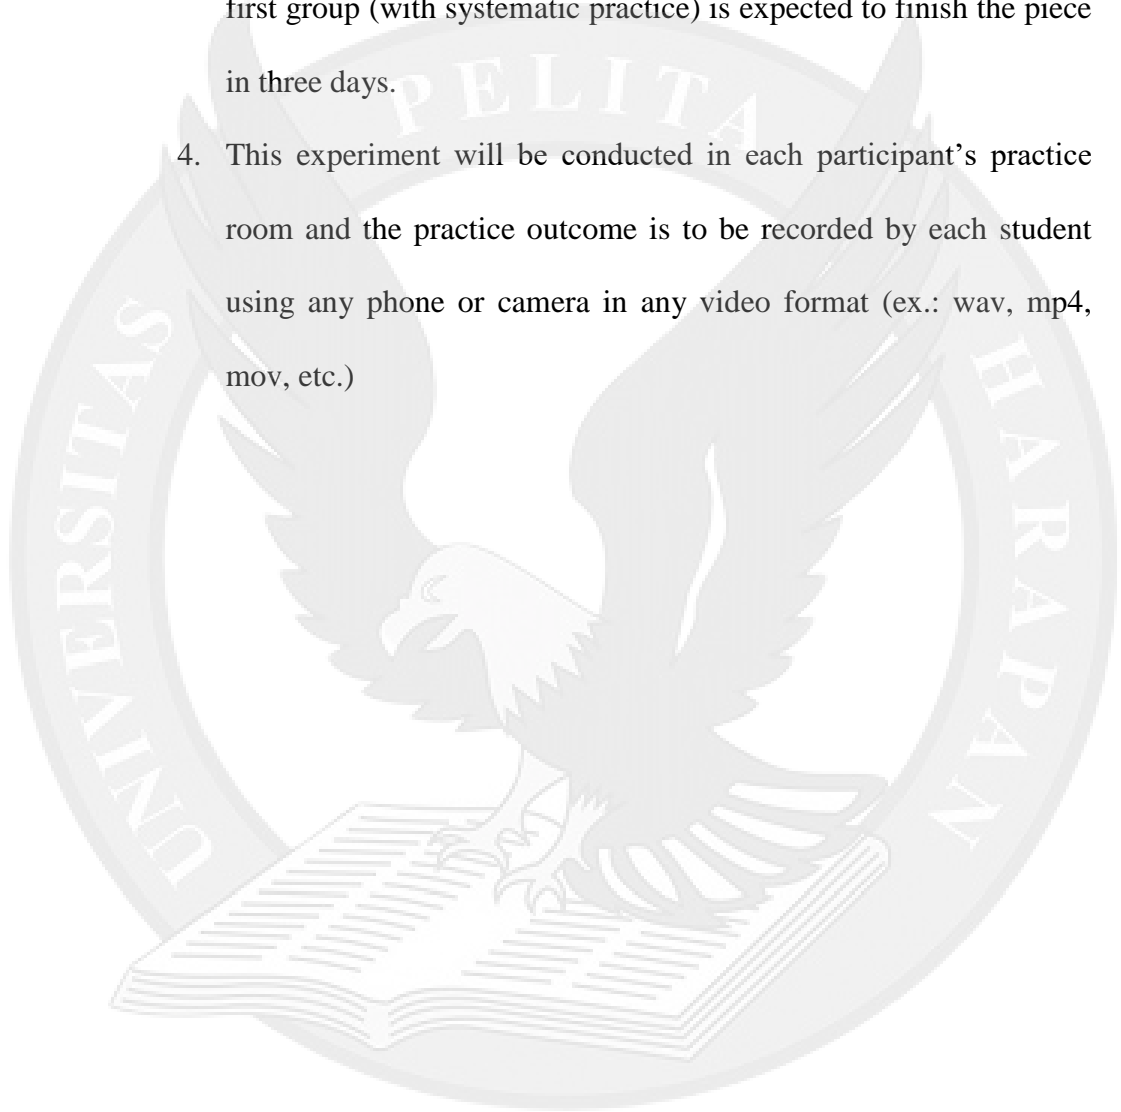 first group (with systematic practice) is expected to finish the piece
in three days.
4. This experiment will be conducted in each participant's practice
room and the practice outcome is to be recorded by each student
using any phone or camera in any video format (ex.: wav, mp4,
mov, etc.)
UNIVERSITAS PELITA HARAPAN